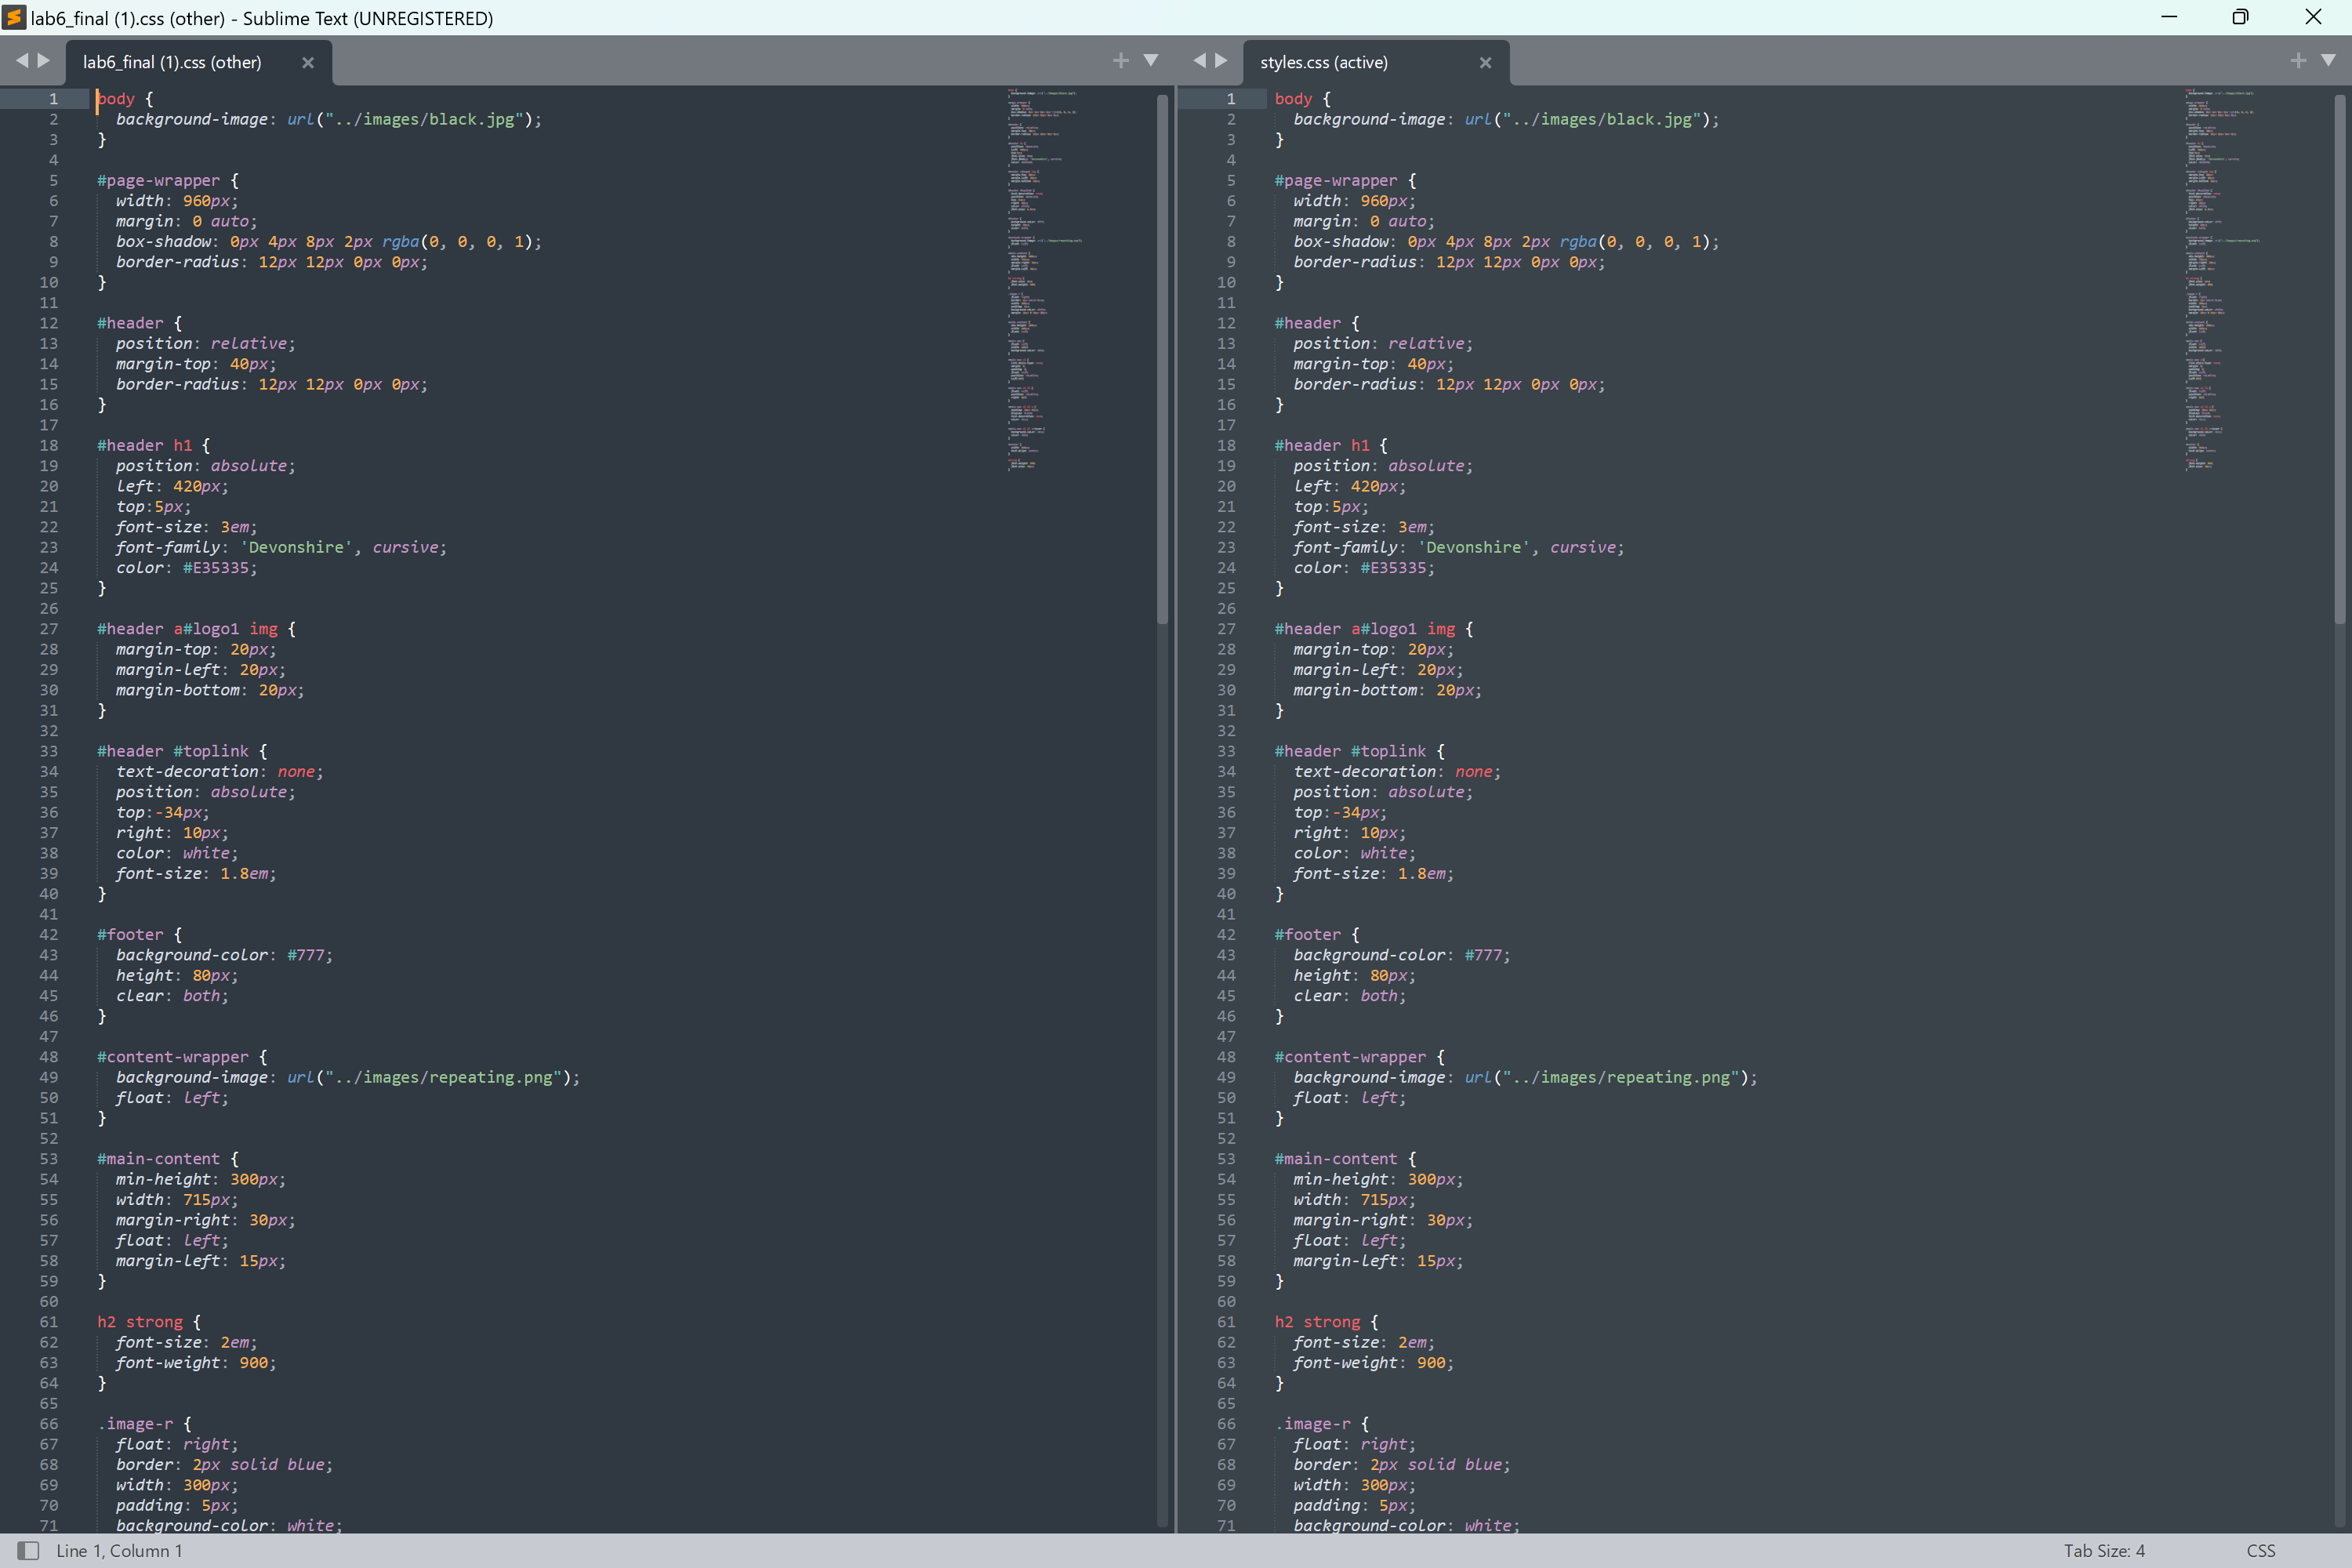 lab6_final (1).css (other) - Sublime Text (UNREGISTERED)
lab6_final (1).css (other)
1 body {
2 background-image: url("../images/black.jpg");
3 }
4
5 #page-wrapper {
6 width: 960px;
7 margin: 0 auto;
8 box-shadow: 0px 4px 8px 2px rgba(0, 0, 0, 1);
9 border-radius: 12px 12px 0px 0px;
10 }
11
12 #header {
13 position: relative;
14 margin-top: 40px;
15 border-radius: 12px 12px 0px 0px;
16 }
17
18 #header h1 {
19 position: absolute;
20 left: 420px;
21 top:5px;
22 font-size: 3em;
23 font-family: 'Devonshire', cursive;
24 color: #E35335;
25 }
26
27 #header a#logo1 img {
28 margin-top: 20px;
29 margin-left: 20px;
30 margin-bottom: 20px;
31 }
32
33 #header #toplink {
34 text-decoration: none;
35 position: absolute;
36 top:-34px;
37 right: 10px;
38 color: white;
39 font-size: 1.8em;
40 }
41
42 #footer {
43 background-color: #777;
44 height: 80px;
45 clear: both;
46 }
47
48 #content-wrapper {
49 background-image: url("../images/repeating.png");
50 float: left;
51 }
52
53 #main-content {
54 min-height: 300px;
55 width: 715px;
56 margin-right: 30px;
57 float: left;
58 margin-left: 15px;
59 }
60
61 h2 strong {
62 font-size: 2em;
63 font-weight: 900;
64 }
65
66 .image-r {
67 float: right;
68 border: 2px solid blue;
69 width: 300px;
70 padding: 5px;
71 background-color: white;
styles.css (active)
1 body {
2 background-image: url("../images/black.jpg");
3 }
4
5 #page-wrapper {
6 width: 960px;
7 margin: 0 auto;
8 box-shadow: 0px 4px 8px 2px rgba(0, 0, 0, 1);
9 border-radius: 12px 12px 0px 0px;
10 }
11
12 #header {
13 position: relative;
14 margin-top: 40px;
15 border-radius: 12px 12px 0px 0px;
16 }
17
18 #header h1 {
19 position: absolute;
20 left: 420px;
21 top:5px;
22 font-size: 3em;
23 font-family: 'Devonshire', cursive;
24 color: #E35335;
25 }
26
27 #header a#logo1 img {
28 margin-top: 20px;
29 margin-left: 20px;
30 margin-bottom: 20px;
31 }
32
33 #header #toplink {
34 text-decoration: none;
35 position: absolute;
36 top:-34px;
37 right: 10px;
38 color: white;
39 font-size: 1.8em;
40 }
41
42 #footer {
43 background-color: #777;
44 height: 80px;
45 clear: both;
46 }
47
48 #content-wrapper {
49 background-image: url("../images/repeating.png");
50 float: left;
51 }
52
53 #main-content {
54 min-height: 300px;
55 width: 715px;
56 margin-right: 30px;
57 float: left;
58 margin-left: 15px;
59 }
60
61 h2 strong {
62 font-size: 2em;
63 font-weight: 900;
64 }
65
66 .image-r {
67 float: right;
68 border: 2px solid blue;
69 width: 300px;
70 padding: 5px;
71 background-color: white;
Line 1, Column 1
Tab Size: 4
CSS